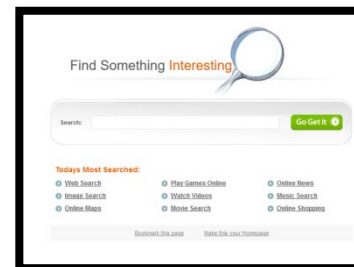 Find Something Interesting
Search:
Go Get it
Todays Most Searched:
Web Search Play Games Online Online News
Image Search Watch Videos Music Search
Online Maps Movie Search Online Shopping
Bookmark this page Make this your Homepage